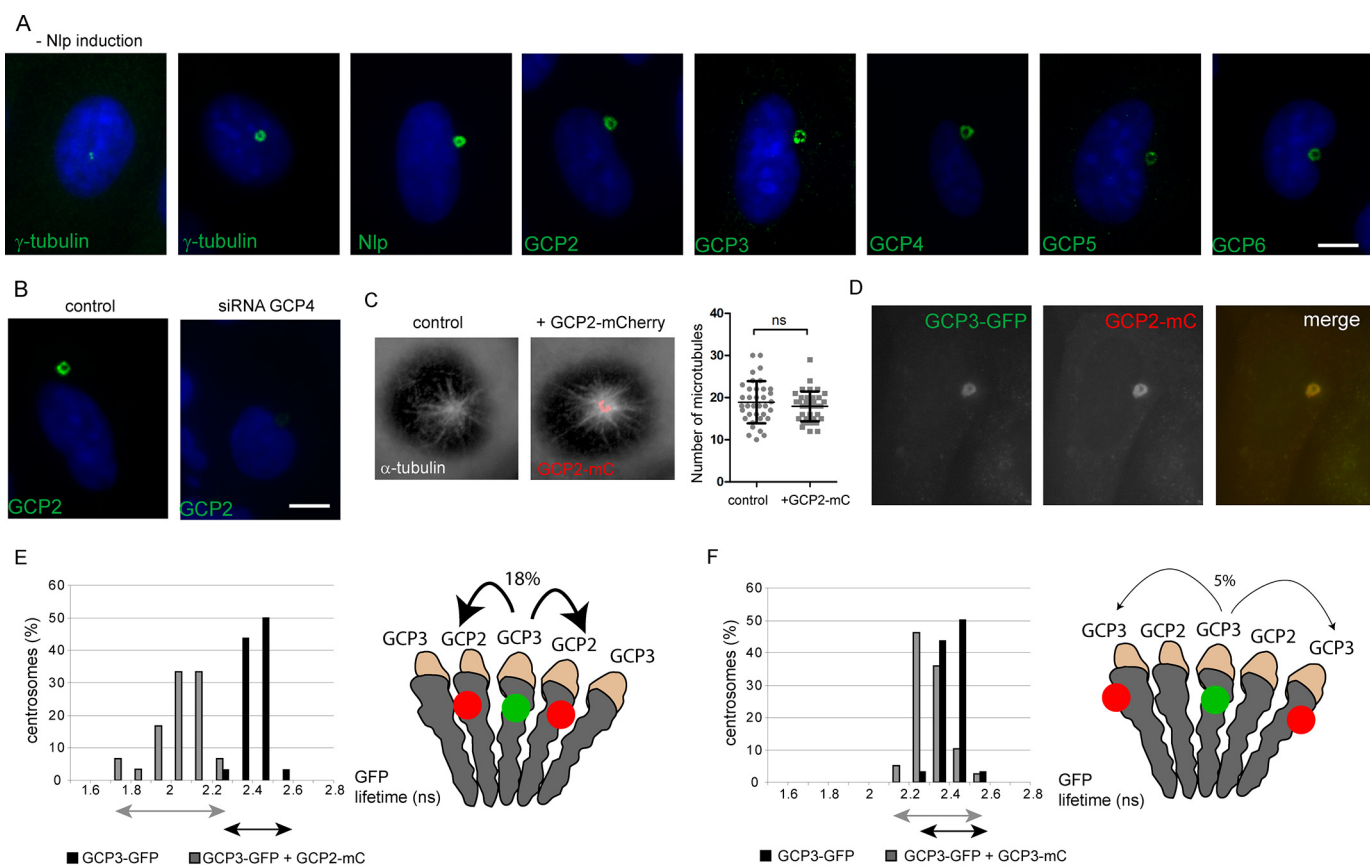 A
- Nlp induction
γ-tubulin
γ-tubulin
Nlp
GCP2
GCP3
GCP4
GCP5
GCP6
B
control
siRNA GCP4
GCP2
GCP2
C
control
+ GCP2-mCherry
α-tubulin
GCP2-mC
Number of microtubules
40
30
20
10
0
ns
control
+GCP2-mC
D
GCP3-GFP
GCP2-mC
merge
E
centrosomes (%)
60
50
40
30
20
10
0
1.6
1.8
2
2.2
2.4
2.6
2.8
GFP
lifetime (ns)
GCP3-GFP
GCP3-GFP + GCP2-mC
18%
GCP3
GCP2
GCP3
GCP2
GCP3
F
centrosomes (%)
60
50
40
30
20
10
0
1.6
1.8
2
2.2
2.4
2.6
2.8
GFP
lifetime (ns)
GCP3-GFP
GCP3-GFP + GCP3-mC
5%
GCP3
GCP2
GCP3
GCP2
GCP3